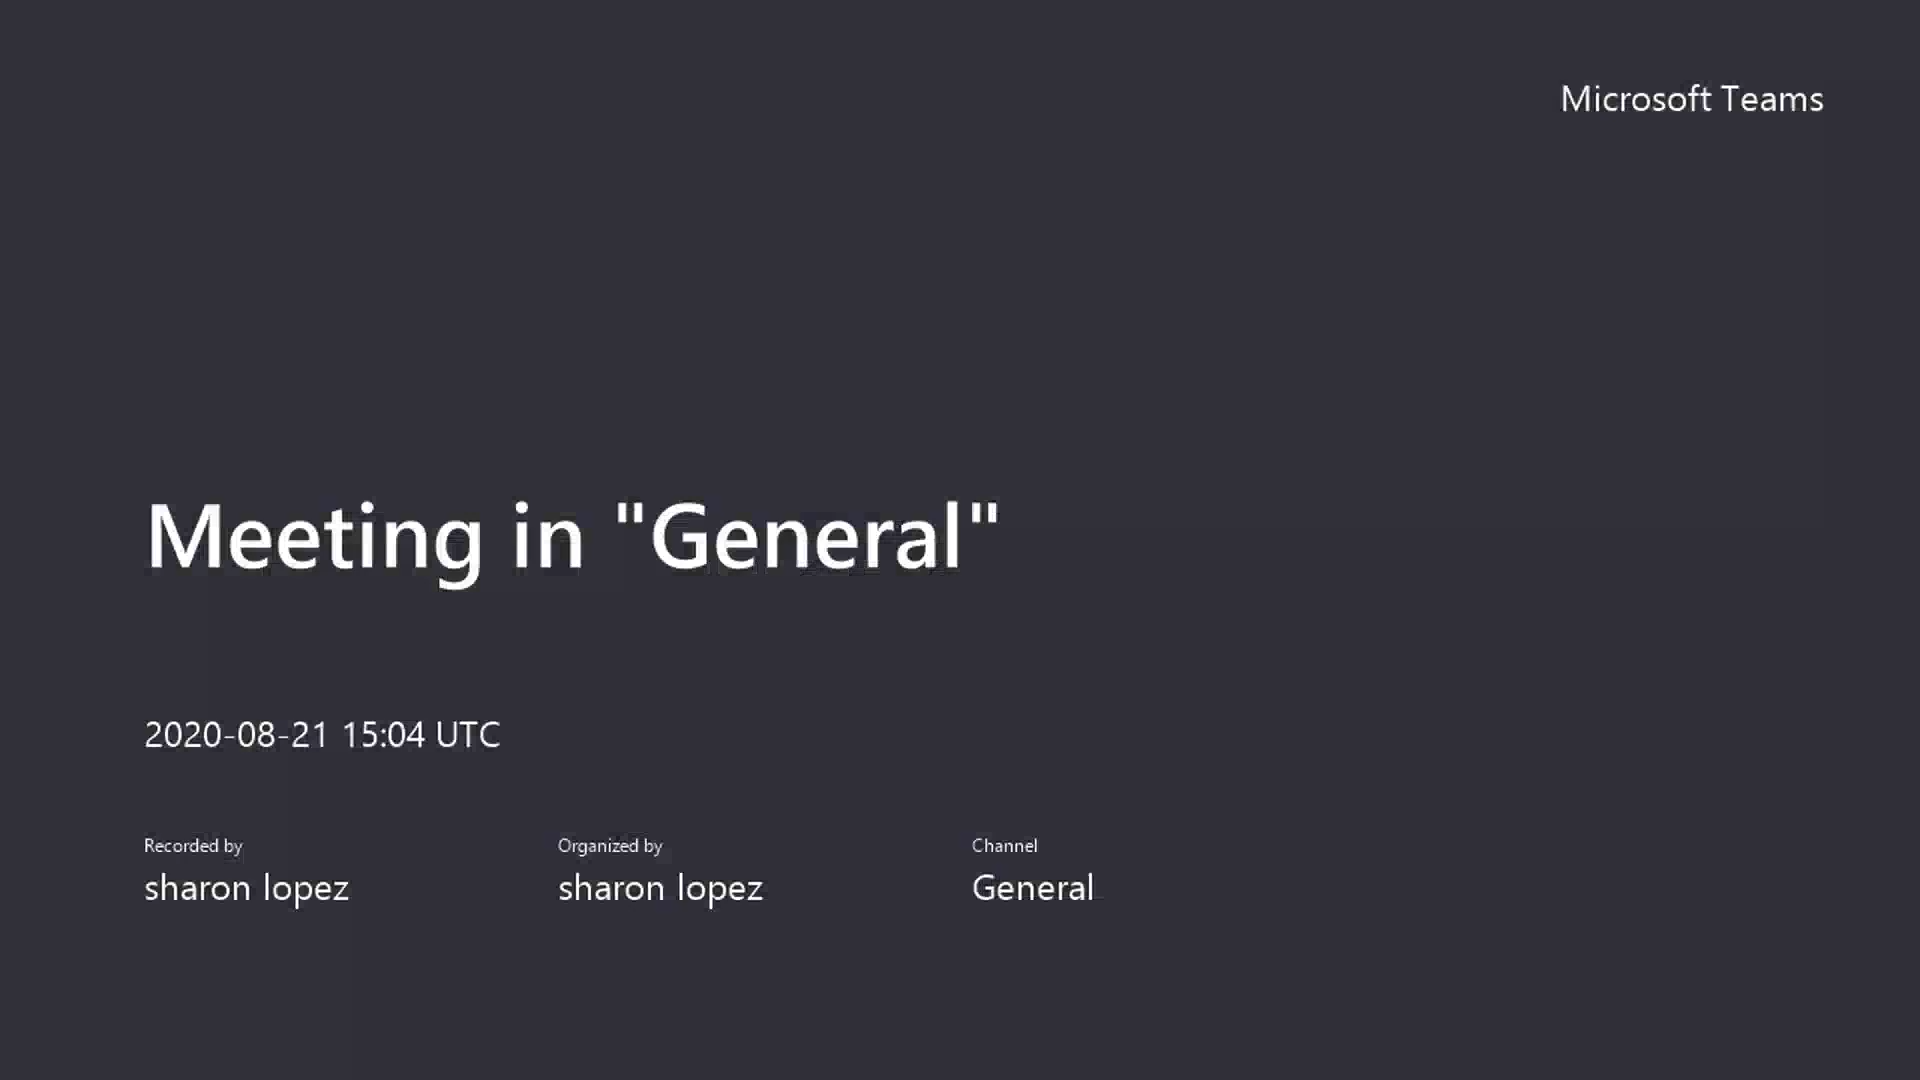 Microsoft Teams
Meeting in "General"
2020-08-21 15:04 UTC
Recorded by
sharon lopez
Organized by
sharon lopez
Channel
General